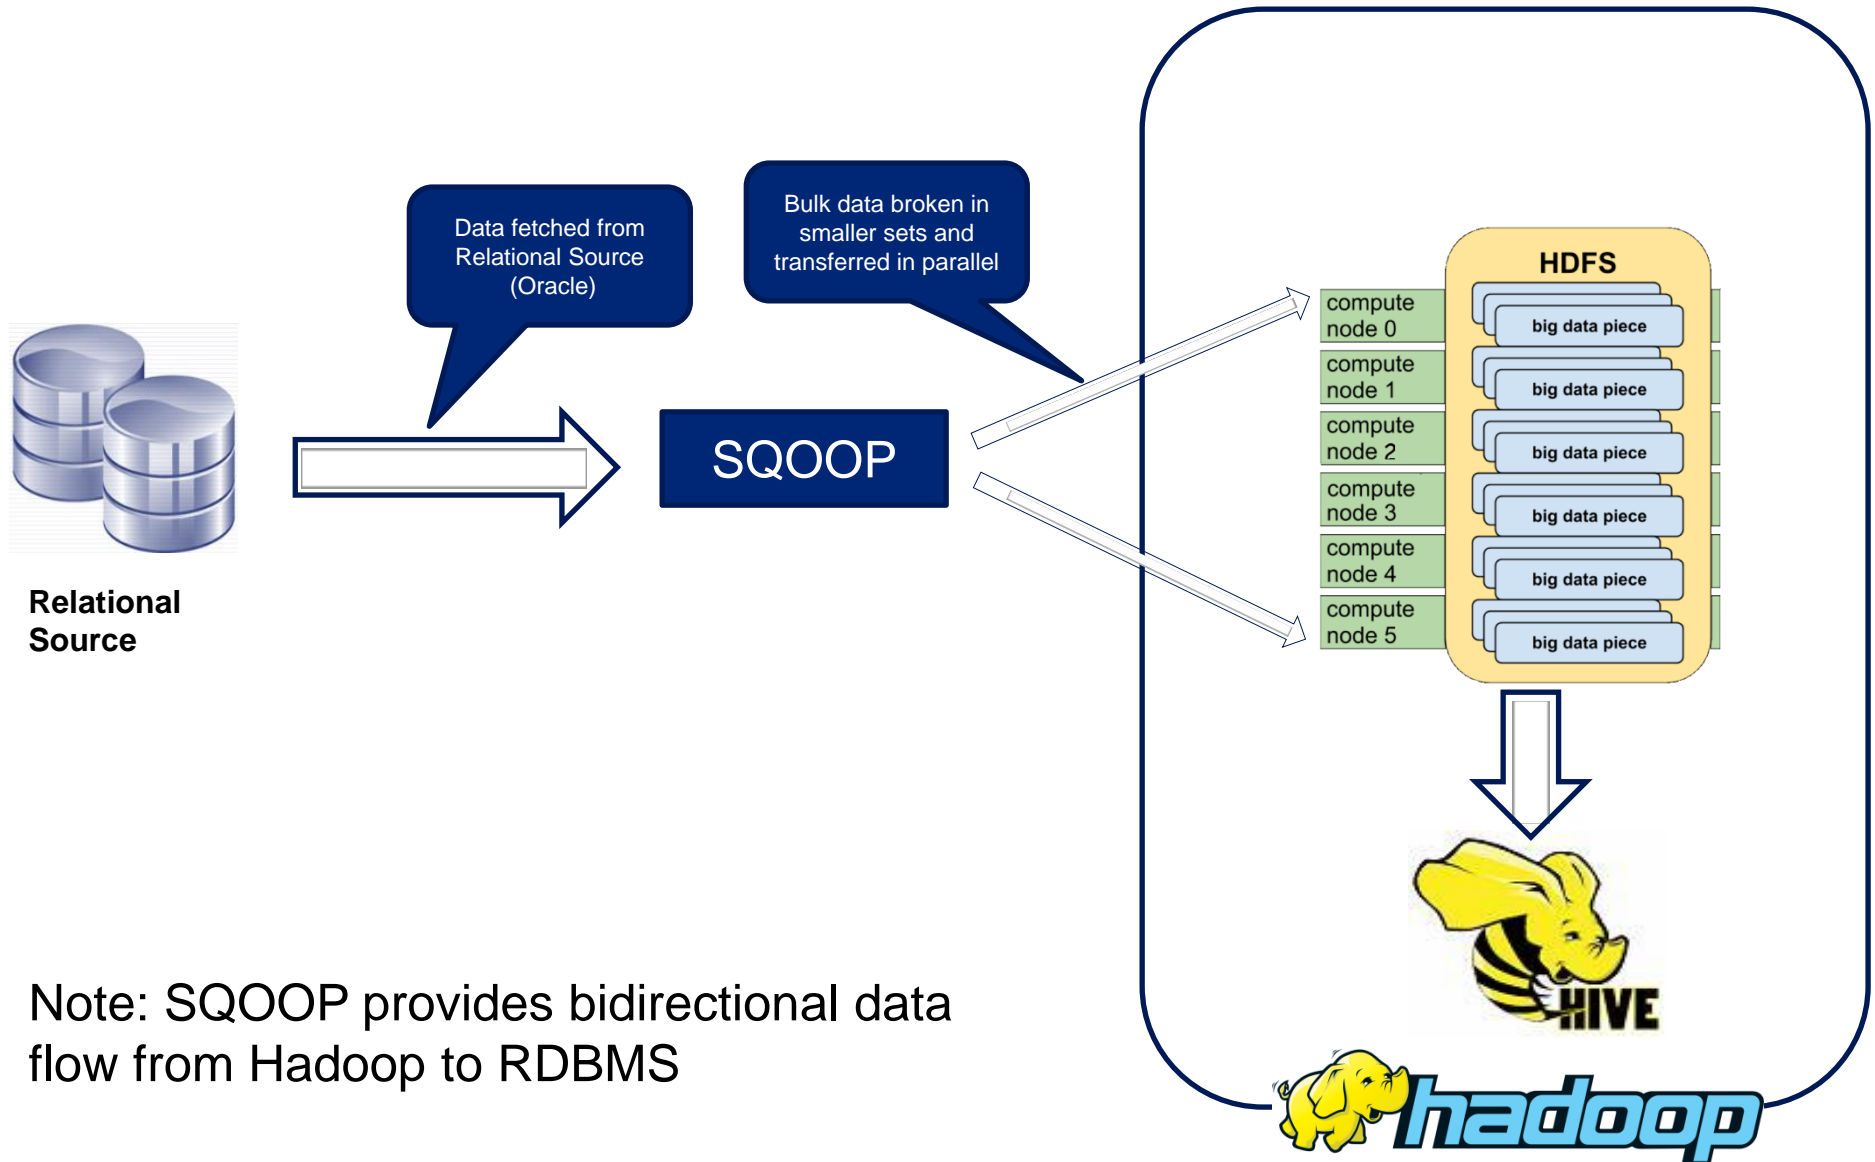 Data fetched from
Relational Source
(Oracle)
Bulk data broken in
smaller sets and
transferred in parallel
Relational
Source
SQOOP
HDFS
compute
node 0
big data piece
compute
node 1
big data piece
compute
node 2
big data piece
compute
node 3
big data piece
compute
node 4
big data piece
compute
node 5
big data piece
HIVE
hadoop
Note: SQOOP provides bidirectional data
flow from Hadoop to RDBMS